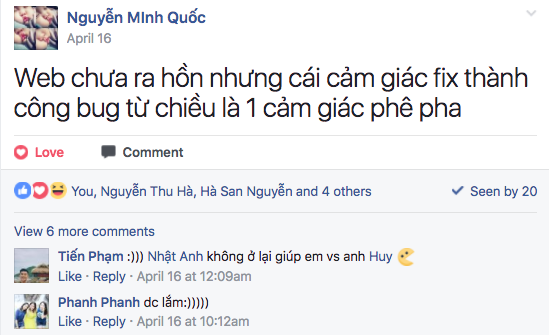 Nguyễn MInh Quốc
April 16
Web chưa ra hồn nhưng cái cảm giác fix thành
công bug từ chiều là 1 cảm giác phê pha
Love Comment
You, Nguyễn Thu Hà, Hà San Nguyễn and 4 others Seen by 20
View 6 more comments
Tiến Phạm :))) Nhật Anh không ở lại giúp em vs anh Huy
Like · Reply · April 16 at 12:09am
Phanh Phanh dc lắm:)))))
Like · Reply · April 16 at 10:12am